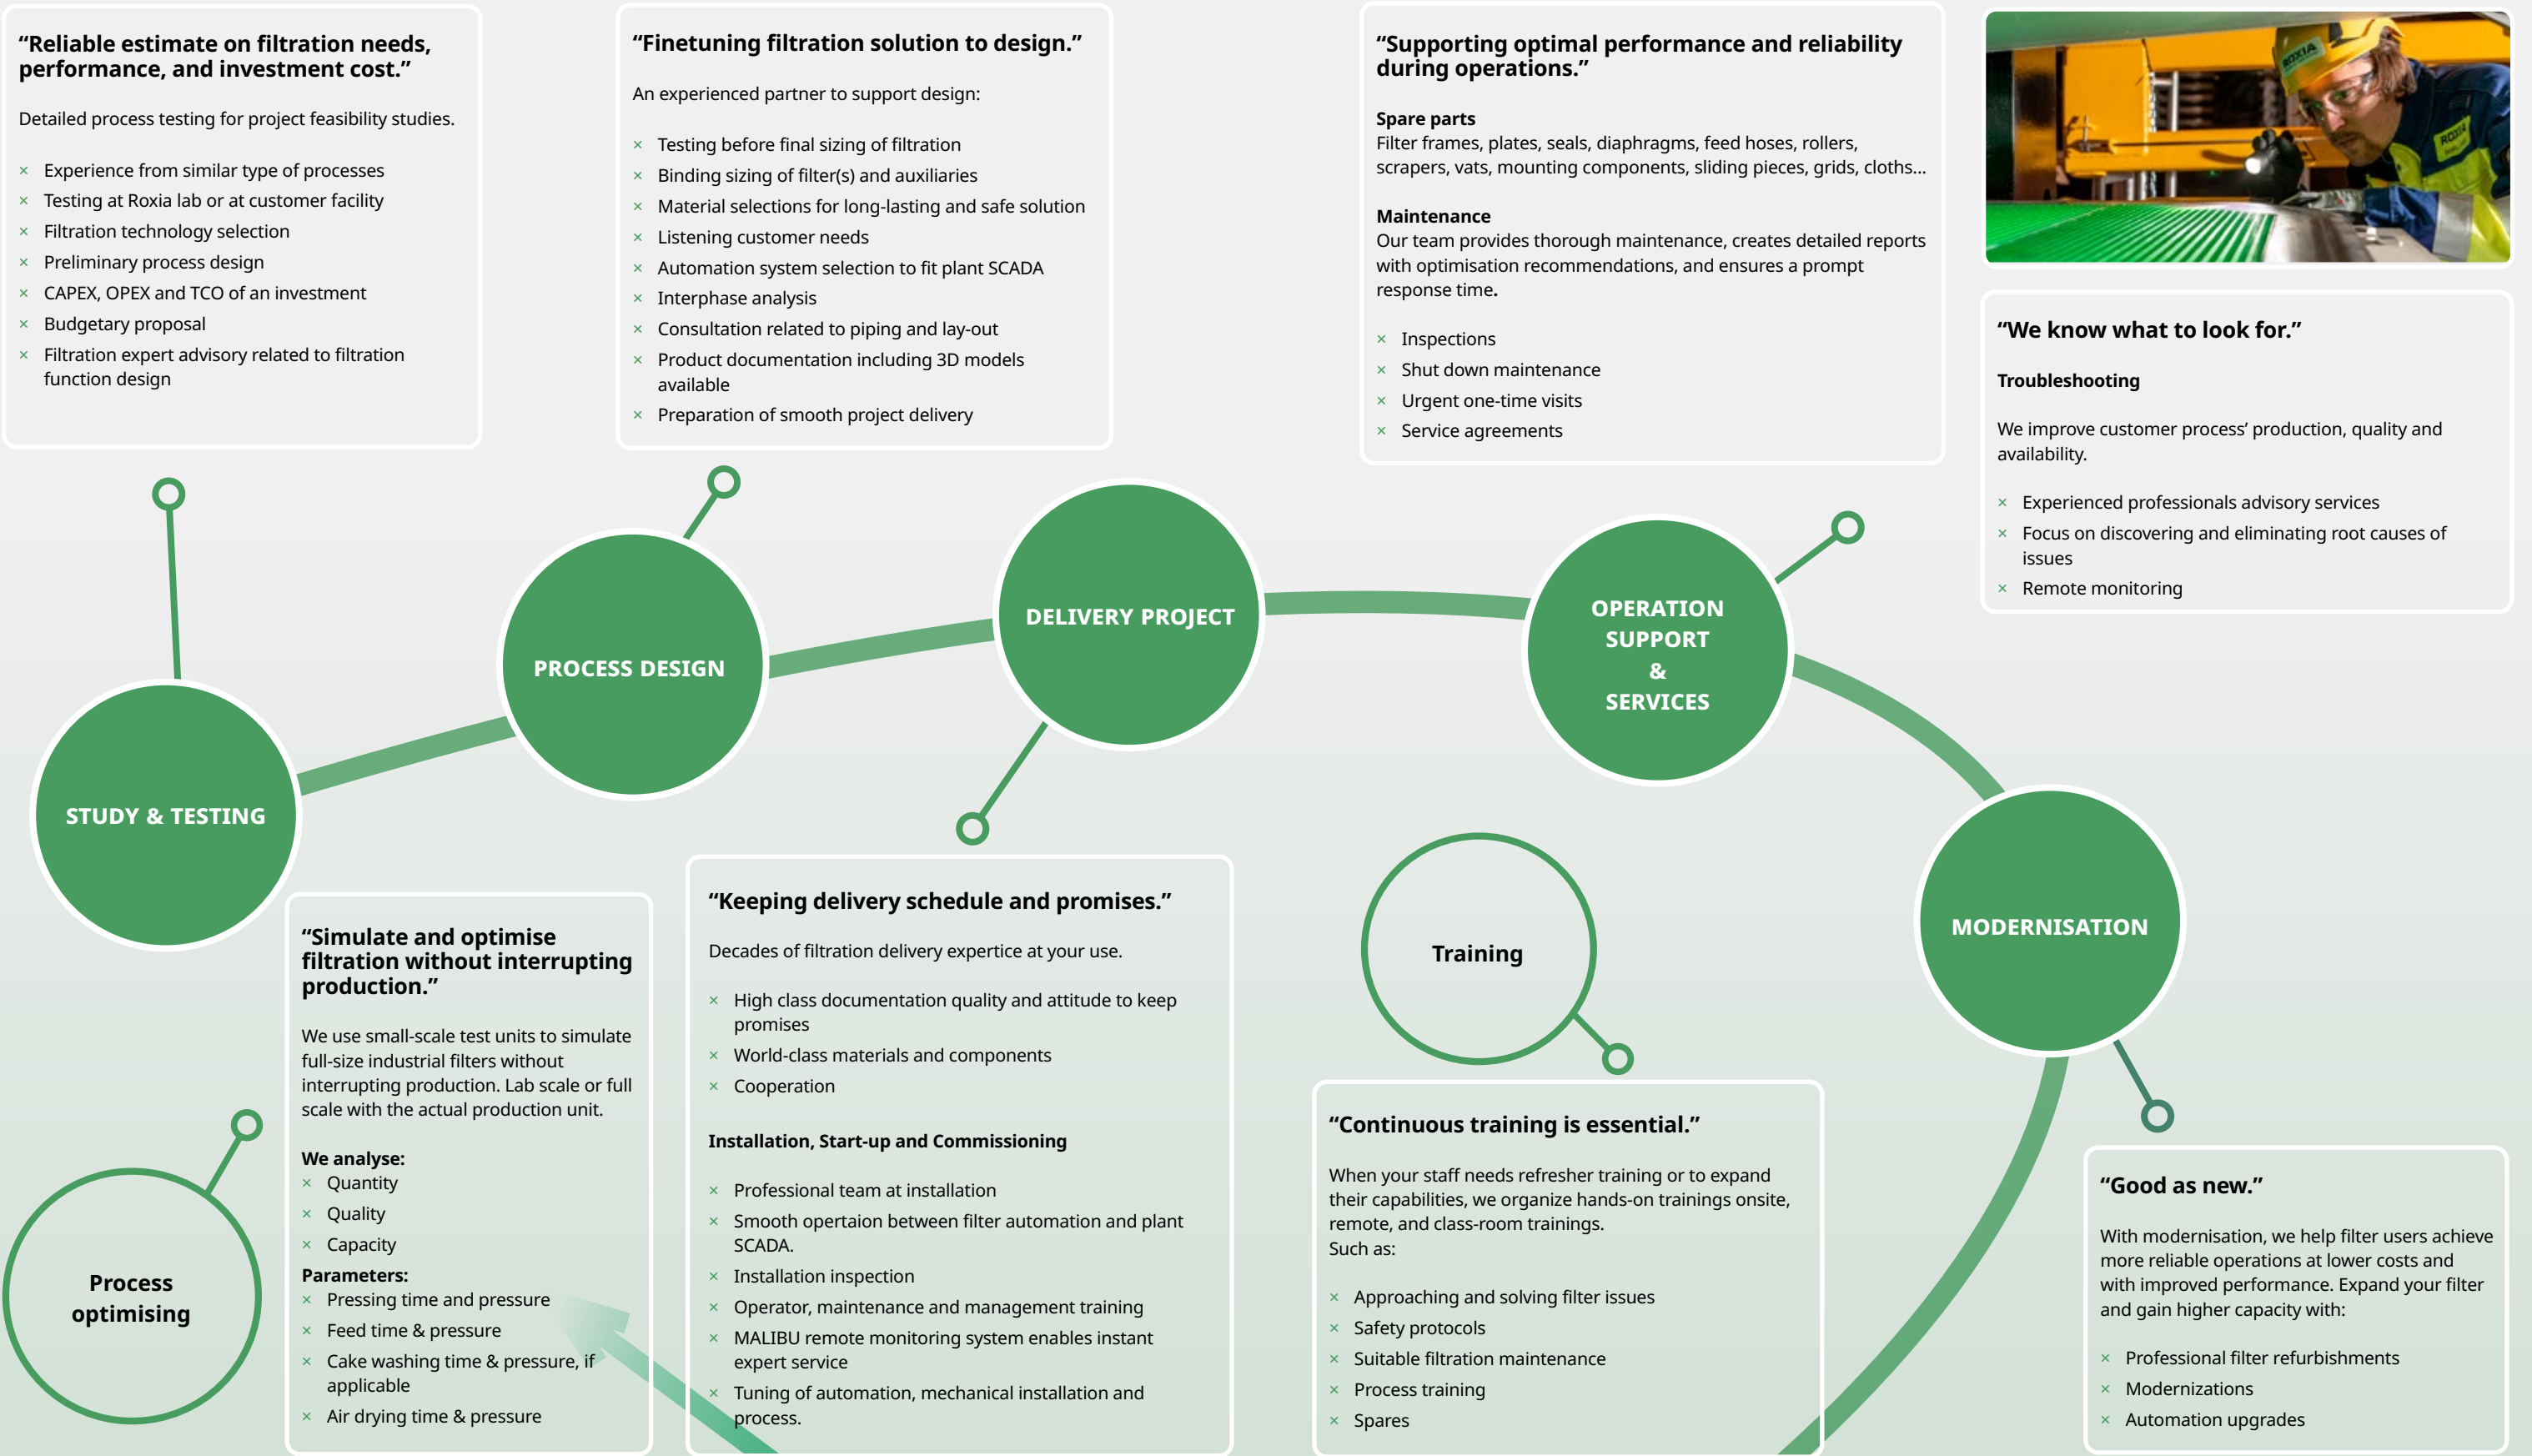 “Reliable estimate on filtration needs,
performance, and investment cost.”
Detailed process testing for project feasibility studies.
× Experience from similar type of processes
× Testing at Roxia lab or at customer facility
× Filtration technology selection
× Preliminary process design
× CAPEX, OPEX and TCO of an investment
× Budgetary proposal
× Filtration expert advisory related to filtration
function design
“Finetuning filtration solution to design.”
An experienced partner to support design:
× Testing before final sizing of filtration
× Binding sizing of filter(s) and auxiliaries
× Material selections for long-lasting and safe solution
× Listening customer needs
× Automation system selection to fit plant SCADA
× Interphase analysis
× Consultation related to piping and lay-out
× Product documentation including 3D models
available
× Preparation of smooth project delivery
“Supporting optimal performance and reliability
during operations.”
Spare parts
Filter frames, plates, seals, diaphragms, feed hoses, rollers,
scrapers, vats, mounting components, sliding pieces, grids, cloths...
Maintenance
Our team provides thorough maintenance, creates detailed reports
with optimisation recommendations, and ensures a prompt
response time.
× Inspections
× Shut down maintenance
× Urgent one-time visits
× Service agreements
ROXIA
ROXIA
“We know what to look for.”
Troubleshooting
We improve customer process’ production, quality and
availability.
× Experienced professionals advisory services
× Focus on discovering and eliminating root causes of
issues
× Remote monitoring
STUDY & TESTING
PROCESS DESIGN
DELIVERY PROJECT
OPERATION
SUPPORT
&
SERVICES
MODERNISATION
Process
optimising
“Simulate and optimise
filtration without interrupting
production.”
We use small-scale test units to simulate
full-size industrial filters without
interrupting production. Lab scale or full
scale with the actual production unit.
We analyse:
× Quantity
× Quality
× Capacity
Parameters:
× Pressing time and pressure
× Feed time & pressure
× Cake washing time & pressure, if
applicable
× Air drying time & pressure
“Keeping delivery schedule and promises.”
Decades of filtration delivery expertice at your use.
× High class documentation quality and attitude to keep
promises
× World-class materials and components
× Cooperation
Installation, Start-up and Commissioning
× Professional team at installation
× Smooth opertaion between filter automation and plant
SCADA.
× Installation inspection
× Operator, maintenance and management training
× MALIBU remote monitoring system enables instant
expert service
× Tuning of automation, mechanical installation and
process.
Training
“Continuous training is essential.”
When your staff needs refresher training or to expand
their capabilities, we organize hands-on trainings onsite,
remote, and class-room trainings.
Such as:
× Approaching and solving filter issues
× Safety protocols
× Suitable filtration maintenance
× Process training
× Spares
“Good as new.”
With modernisation, we help filter users achieve
more reliable operations at lower costs and
with improved performance. Expand your filter
and gain higher capacity with:
× Professional filter refurbishments
× Modernizations
× Automation upgrades